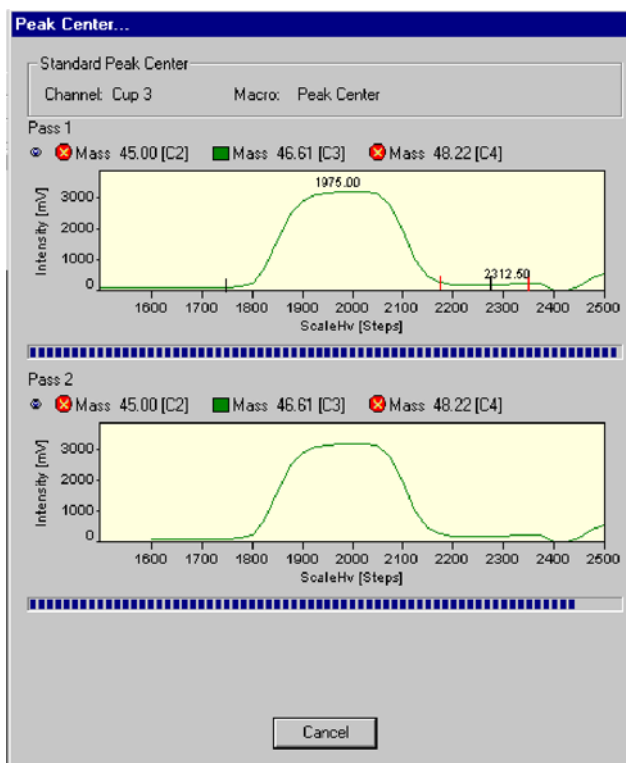 Peak Center...
Standard Peak Center
Channel: Cup 3 Macro: Peak Center
Pass 1
Mass 45.00 [C2] Mass 46.61 [C3] Mass 48.22 [C4]
Intensity [mV]
3000
2000
1000
0
1975.00
2312.50
1600 1700 1800 1900 2000 2100 2200 2300 2400 2500
ScaleHv [Steps]
Pass 2
Mass 45.00 [C2] Mass 46.61 [C3] Mass 48.22 [C4]
Intensity [mV]
3000
2000
1000
0
1600 1700 1800 1900 2000 2100 2200 2300 2400 2500
ScaleHv [Steps]
Cancel